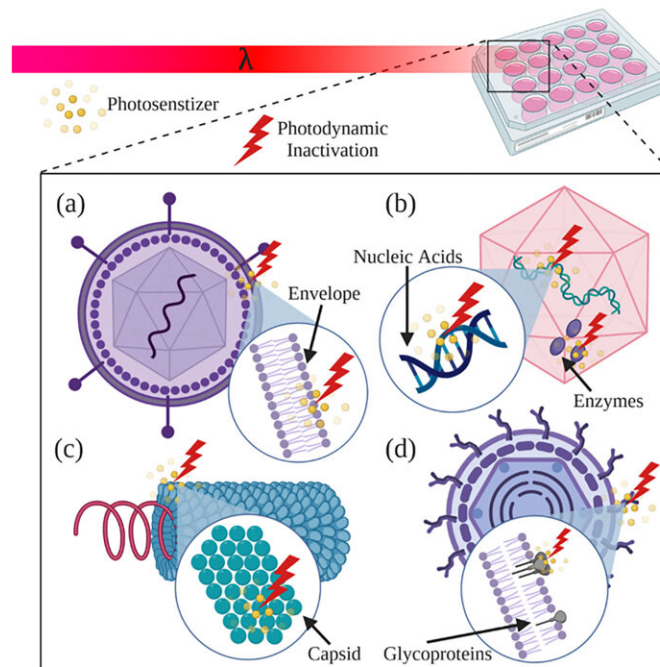 λ
Photosenstizer
Photodynamic
Inactivation
(a)
(b)
Nucleic Acids
Envelope
Enzymes
(c)
(d)
Capsid
Glycoproteins